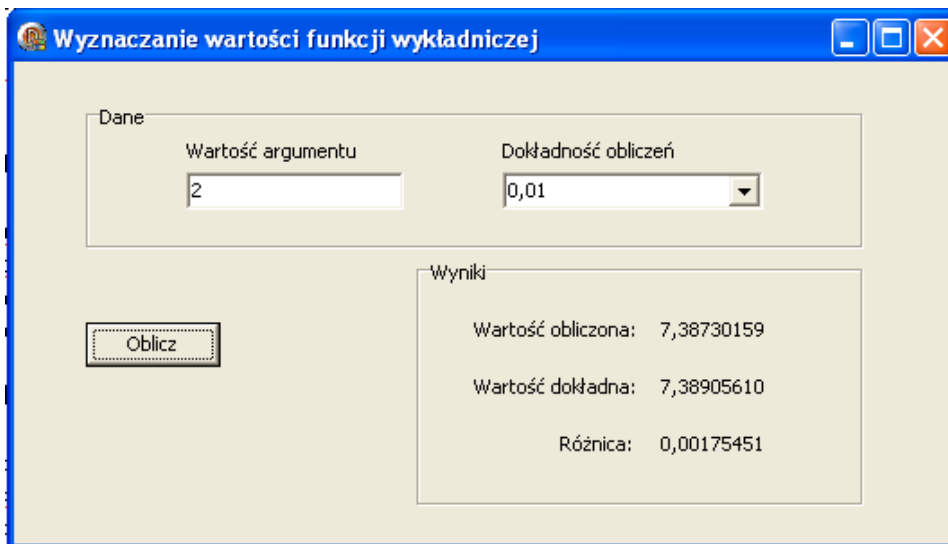 Wyznaczanie wartości funkcji wykładniczej
Dane
Wartość argumentu
2
Dokładność obliczeń
0,01
Oblicz
Wyniki
Wartość obliczona: 7,38730159
Wartość dokładna: 7,38905610
Różnica: 0,00175451